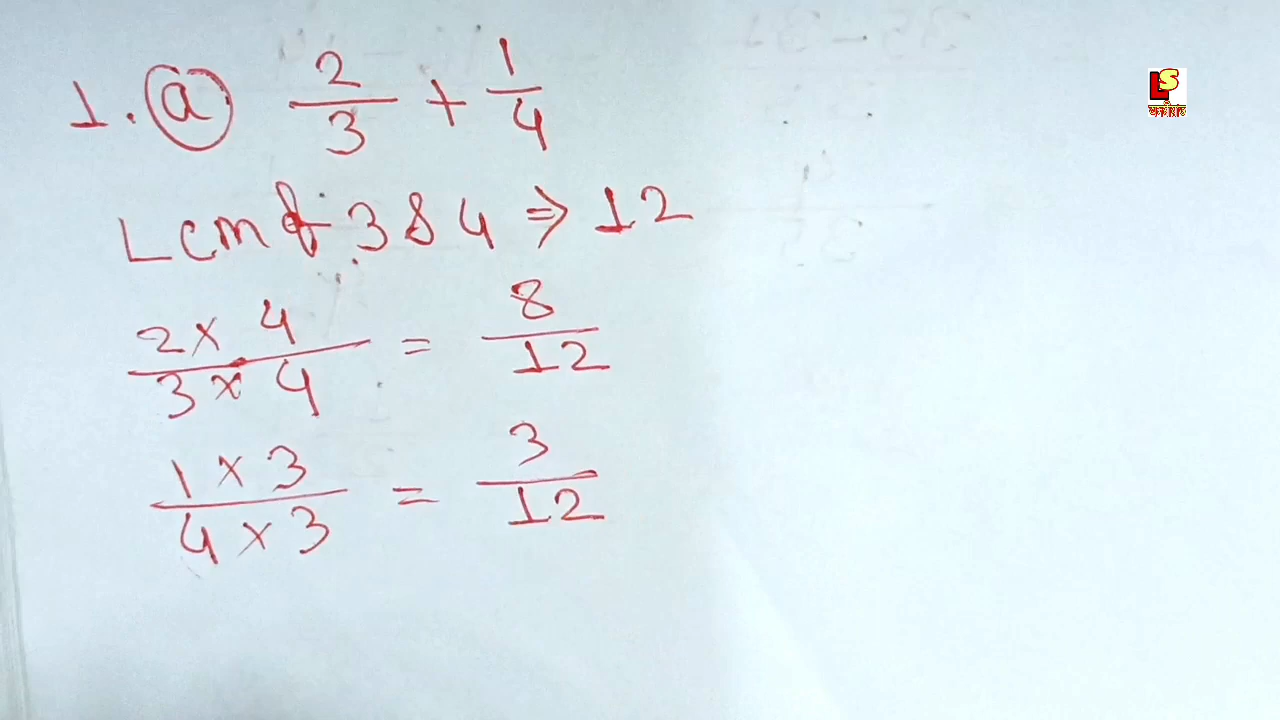 1. (a) 2/3 + 1/4
LCM of 3 & 4 ⇒ 12
2 × 4 / 3 × 4 = 8/12
1 × 3 / 4 × 3 = 3/12
LS